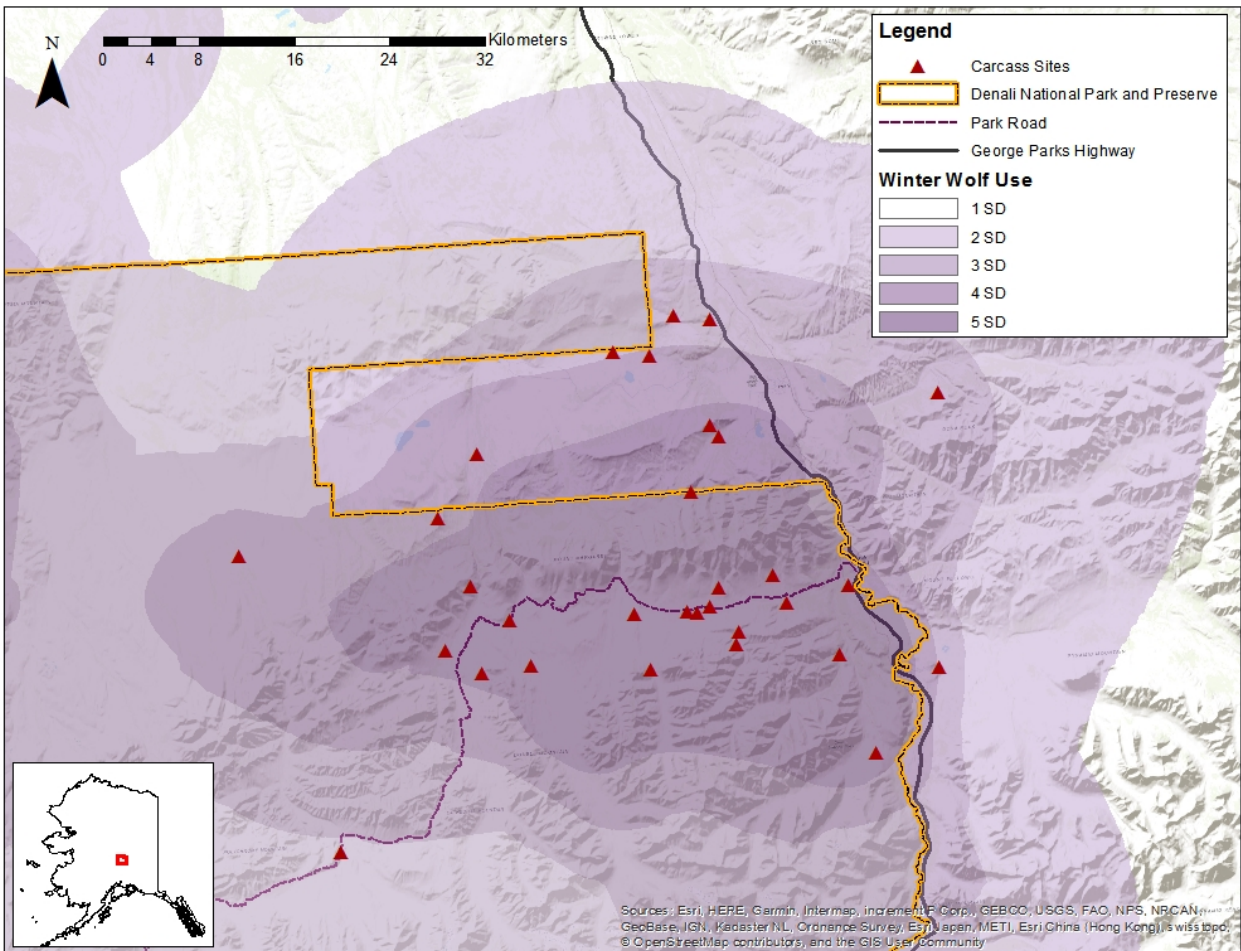 N
Kilometers
0 4 8 16 24 32
Legend
Carcass Sites
Denali National Park and Preserve
Park Road
George Parks Highway
Winter Wolf Use
1 SD
2 SD
3 SD
4 SD
5 SD
Sources: Esri, HERE, Garmin, Intermap, increment P Corp., GEBCO, USGS, FAO, NPS, NRCAN,
GeoBase, IGN, Kadaster NL, Ordnance Survey, Esri Japan, METI, Esri China (Hong Kong), swisstopo,
© OpenStreetMap contributors, and the GIS User Community